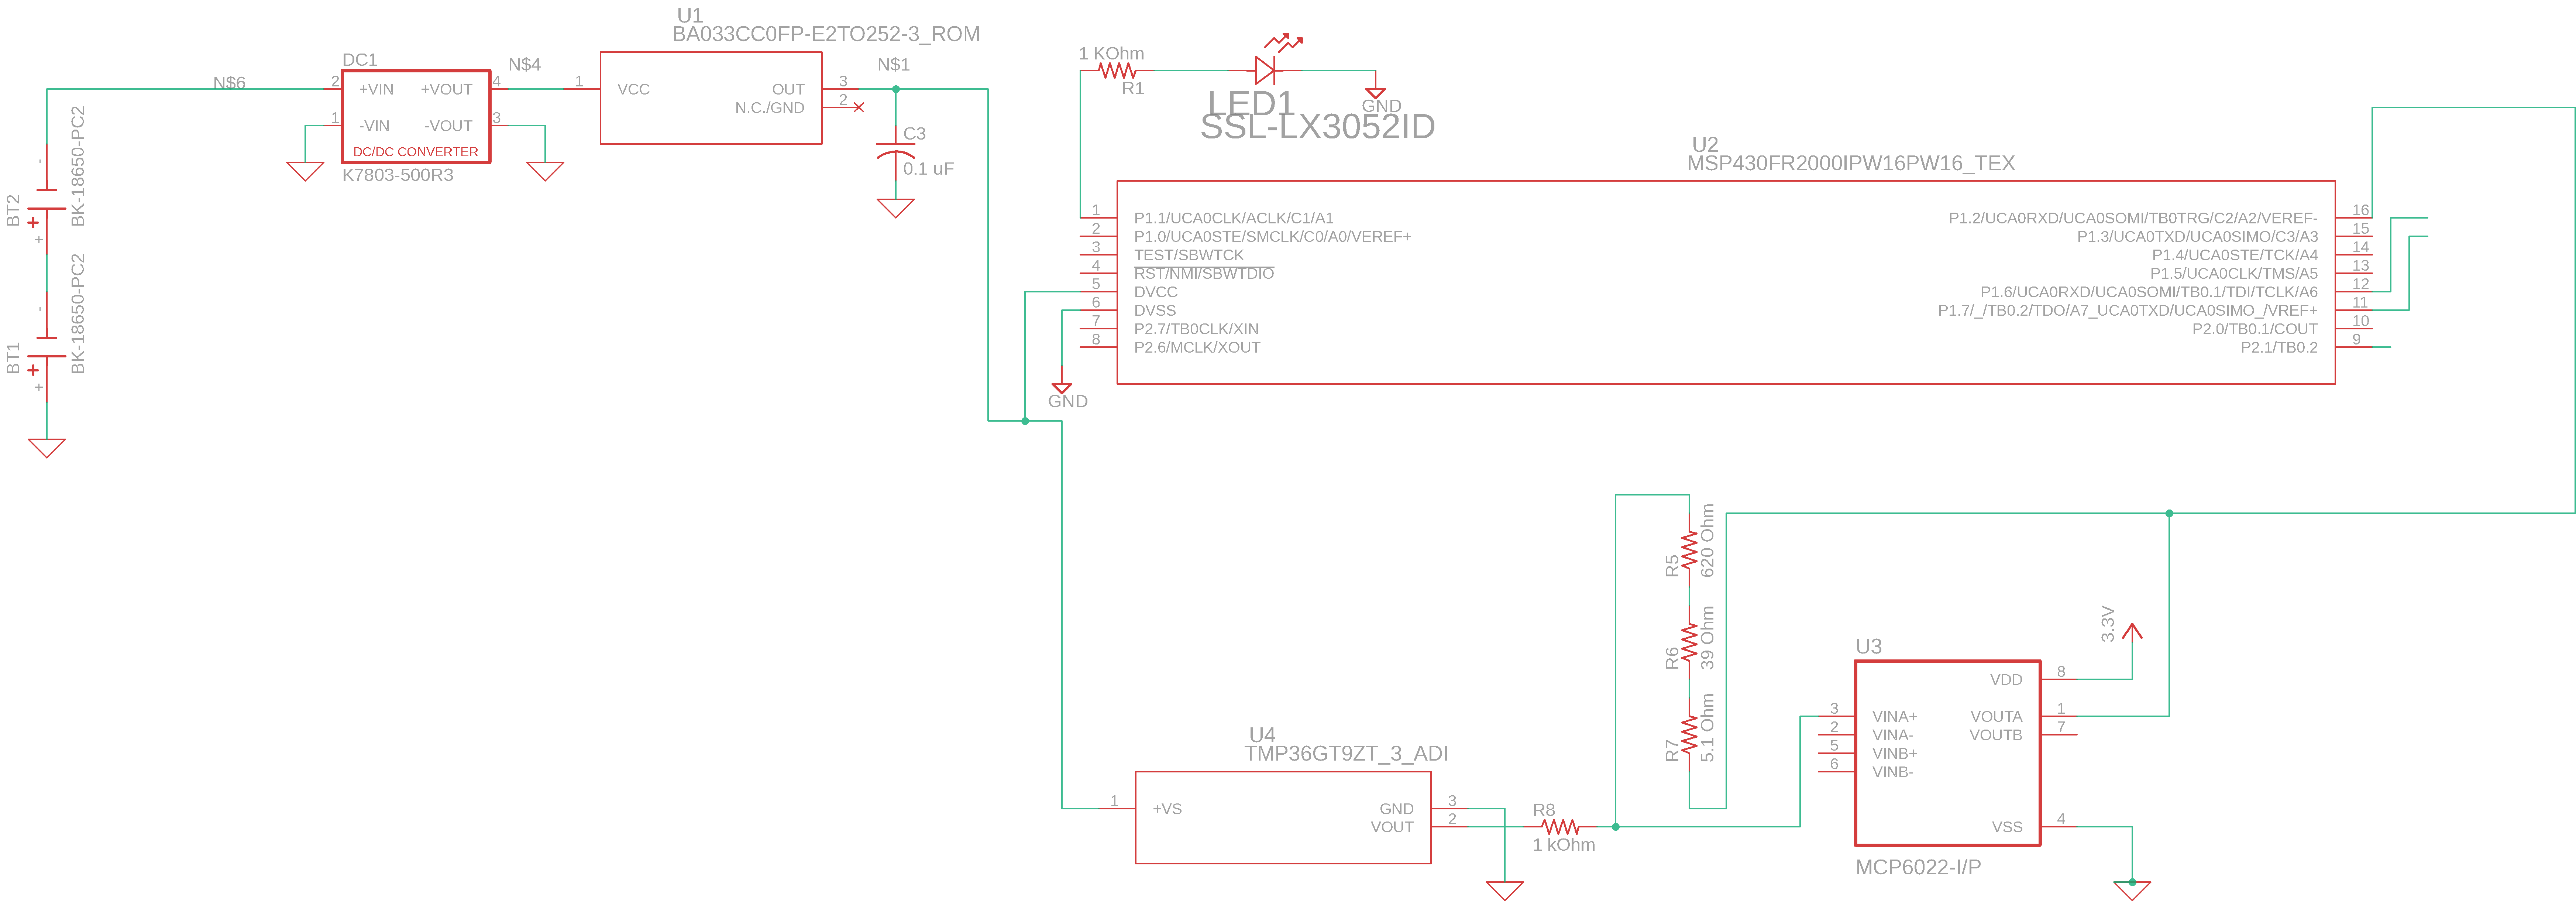 N$6
DC1
2
+VIN
+VOUT
4
1
-VIN
-VOUT
3
DC/DC CONVERTER
K7803-500R3
N$4
U1
BA033CC0FP-E2TO252-3_ROM
1
VCC
OUT
3
N.C./GND
2
N$1
C3
0.1 uF
BT2
BK-18650-PC2
-
+
+
BT1
BK-18650-PC2
-
+
+
1 KOhm
R1
LED1
SSL-LX3052ID
GND
U2
MSP430FR2000IPW16PW16_TEX
1
P1.1/UCA0CLK/ACLK/C1/A1
2
P1.0/UCA0STE/SMCLK/C0/A0/VEREF+
3
TEST/SBWTCK
4
RST/NMI/SBWTDIO
5
DVCC
6
DVSS
7
P2.7/TB0CLK/XIN
8
P2.6/MCLK/XOUT
P1.2/UCA0RXD/UCA0SOMI/TB0TRG/C2/A2/VEREF-
16
P1.3/UCA0TXD/UCA0SIMO/C3/A3
15
P1.4/UCA0STE/TCK/A4
14
P1.5/UCA0CLK/TMS/A5
13
P1.6/UCA0RXD/UCA0SOMI/TB0.1/TDI/TCLK/A6
12
P1.7/_/TB0.2/TDO/A7_UCA0TXD/UCA0SIMO_/VREF+
11
P2.0/TB0.1/COUT
10
P2.1/TB0.2
9
GND
R5
620 Ohm
R6
39 Ohm
R7
5.1 Ohm
U4
TMP36GT9ZT_3_ADI
1
+VS
GND
3
VOUT
2
R8
1 kOhm
3.3V
U3
VDD
8
3
VINA+
VOUTA
1
2
VINA-
VOUTB
7
5
VINB+
6
VINB-
VSS
4
MCP6022-I/P